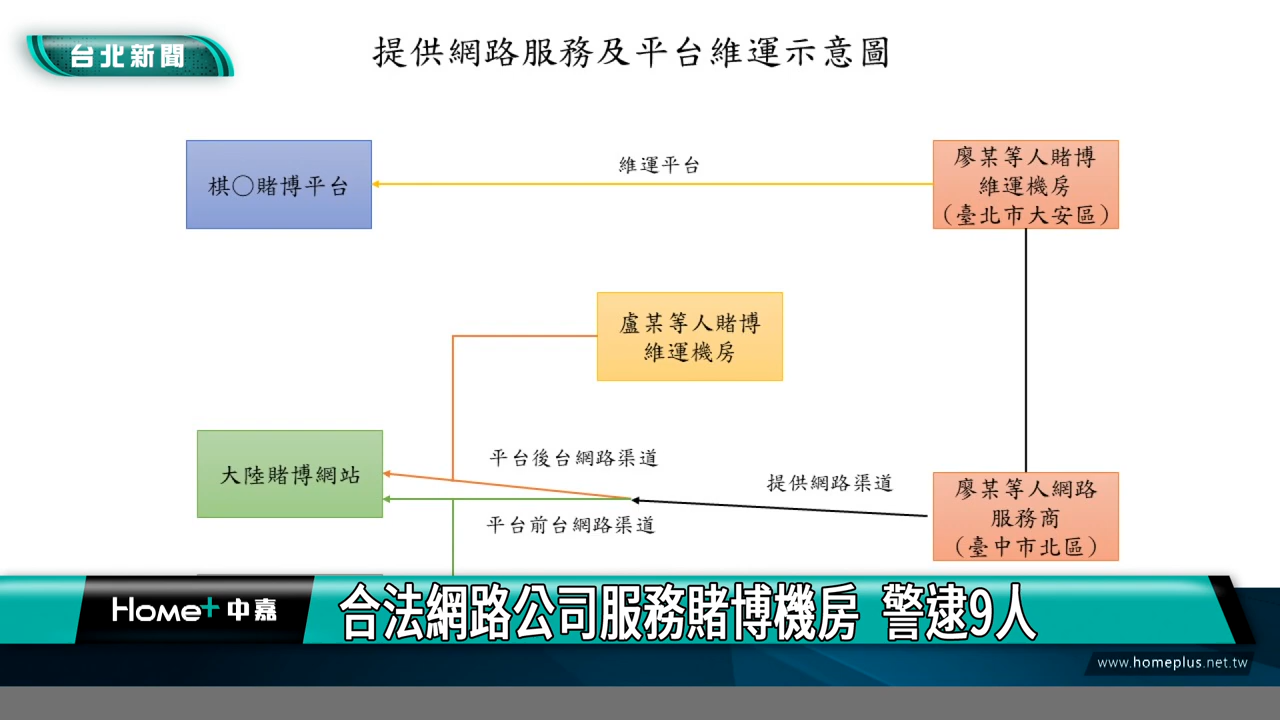 台北新聞
提供網路服務及平台維運示意圖
棋○賭博平台
維運平台
廖某等人賭博
維運機房
(臺北市大安區)
盧某等人賭博
維運機房
大陸賭博網站
平台後台網路渠道
提供網路渠道
平台前台網路渠道
廖某等人網路
服務商
(臺中市北區)
Home+中嘉
合法網路公司服務賭博機房 警逮9人
www.homeplus.net.tw